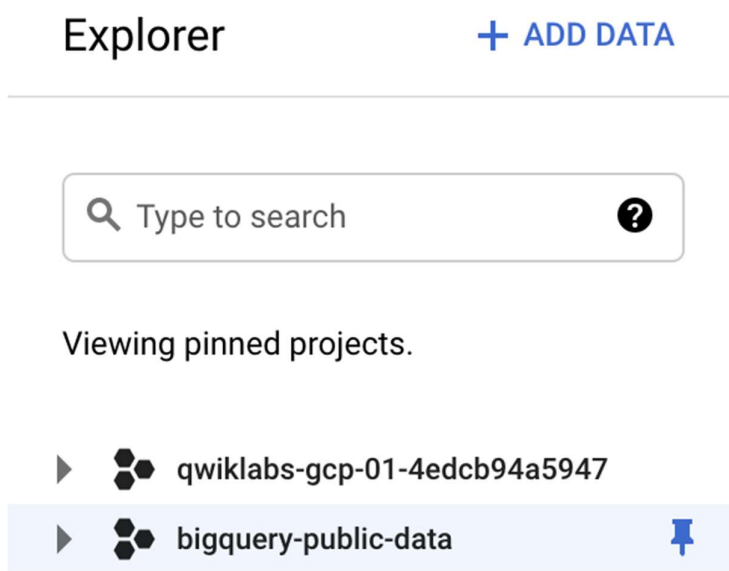 Explorer + ADD DATA
Type to search ?
Viewing pinned projects.
qwiklabs-gcp-01-4edcb94a5947
bigquery-public-data